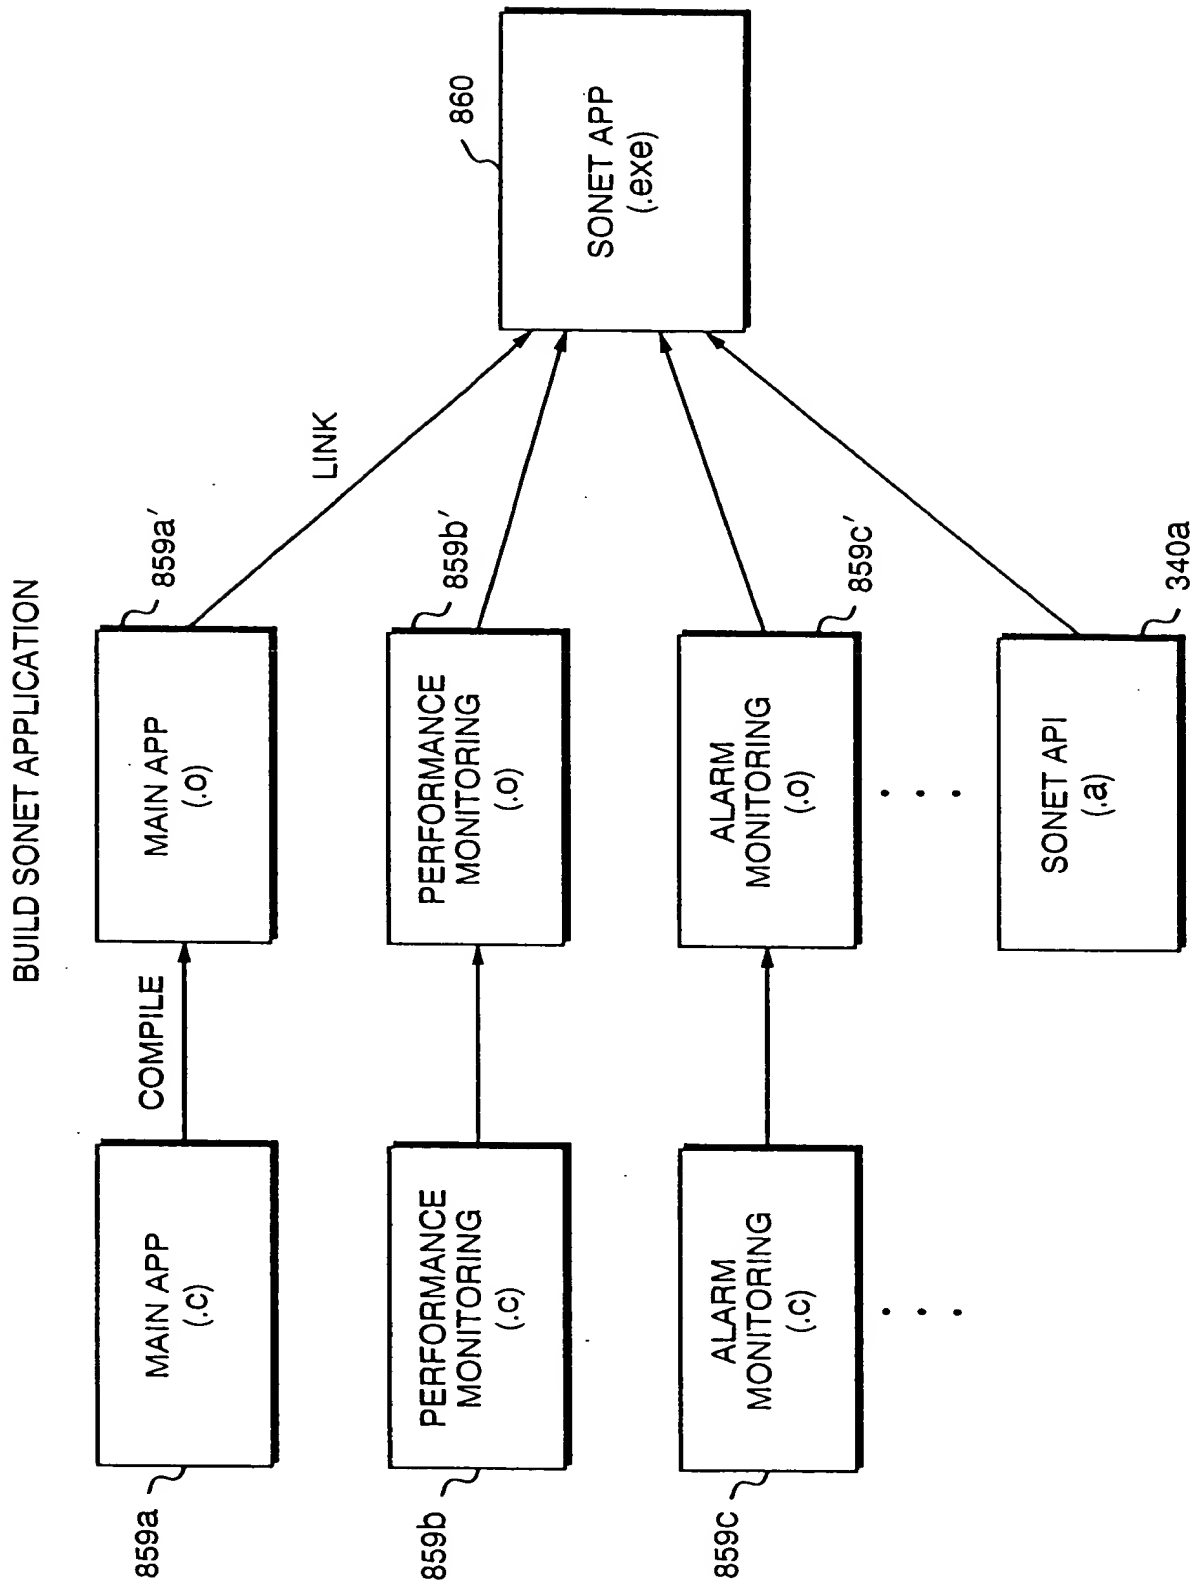 BUILD SONET APPLICATION
859a
MAIN APP
(.c)
COMPILE
MAIN APP
(.o)
859a′
LINK
859b
PERFORMANCE
MONITORING
(.c)
PERFORMANCE
MONITORING
(.o)
859b′
859c
ALARM
MONITORING
(.c)
ALARM
MONITORING
(.o)
859c′
. . .
. . .
SONET API
(.a)
340a
860
SONET APP
(.exe)